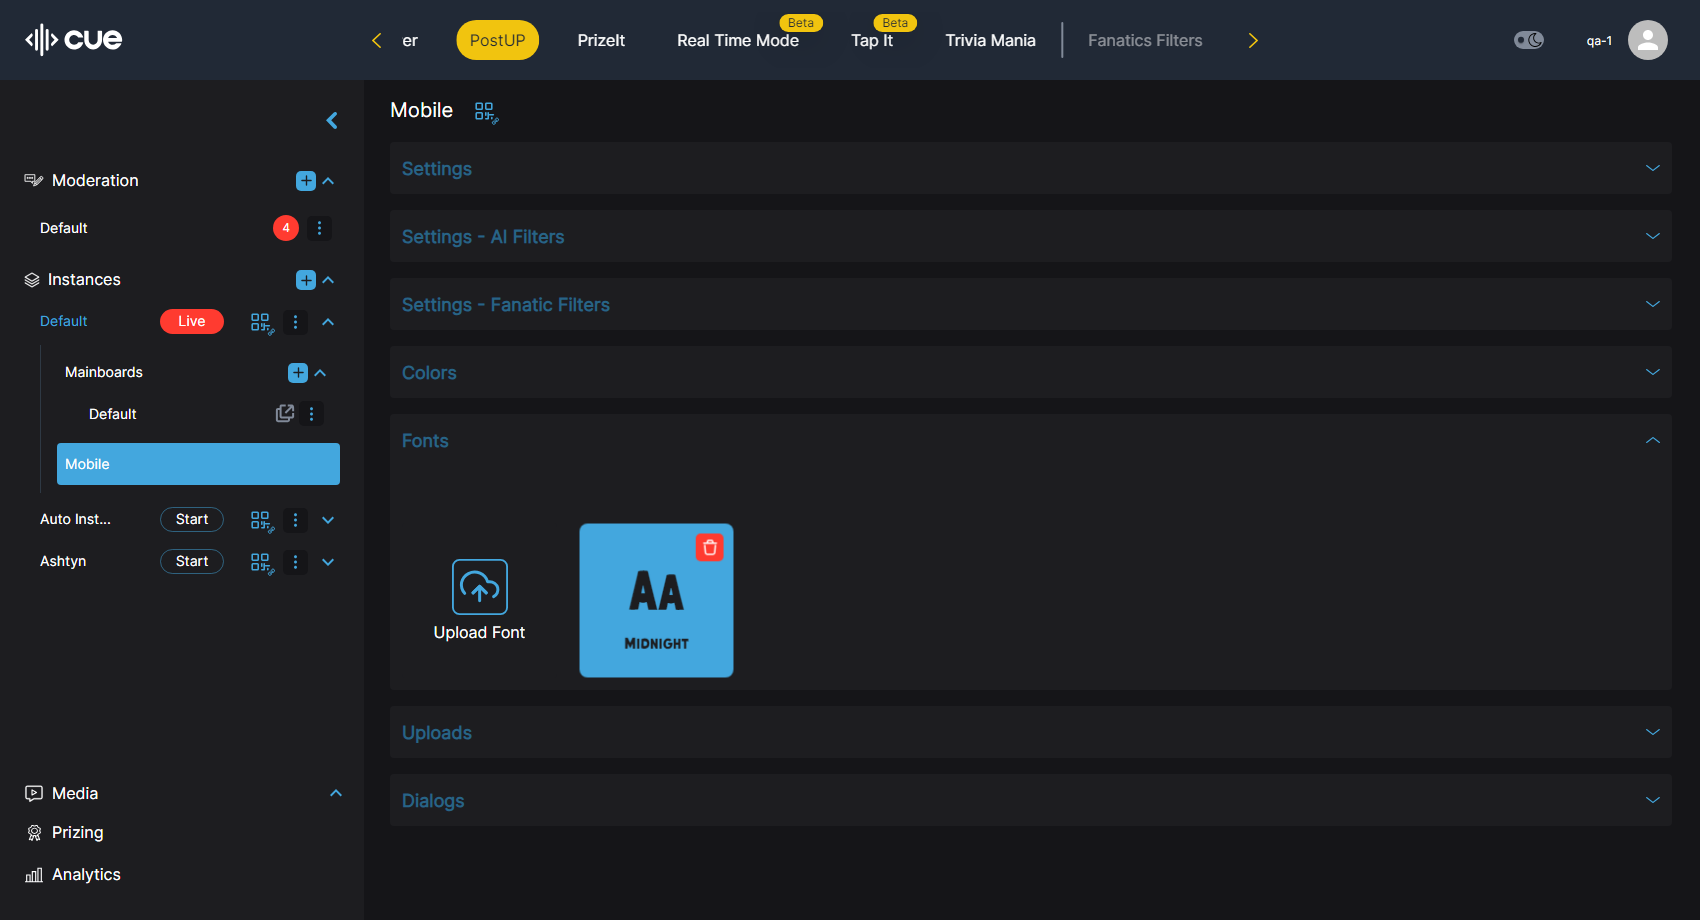 cue
er
PostUP
PrizeIt
Real Time Mode
Beta
Tap It
Beta
Trivia Mania
Fanatics Filters
qa-1
Moderation
Default
4
Instances
Default
Live
Mainboards
Default
Mobile
Auto Inst...
Start
Ashtyn
Start
Media
Prizing
Analytics
Mobile
Settings
Settings - AI Filters
Settings - Fanatic Filters
Colors
Fonts
Upload Font
Aa
Midnight
Uploads
Dialogs